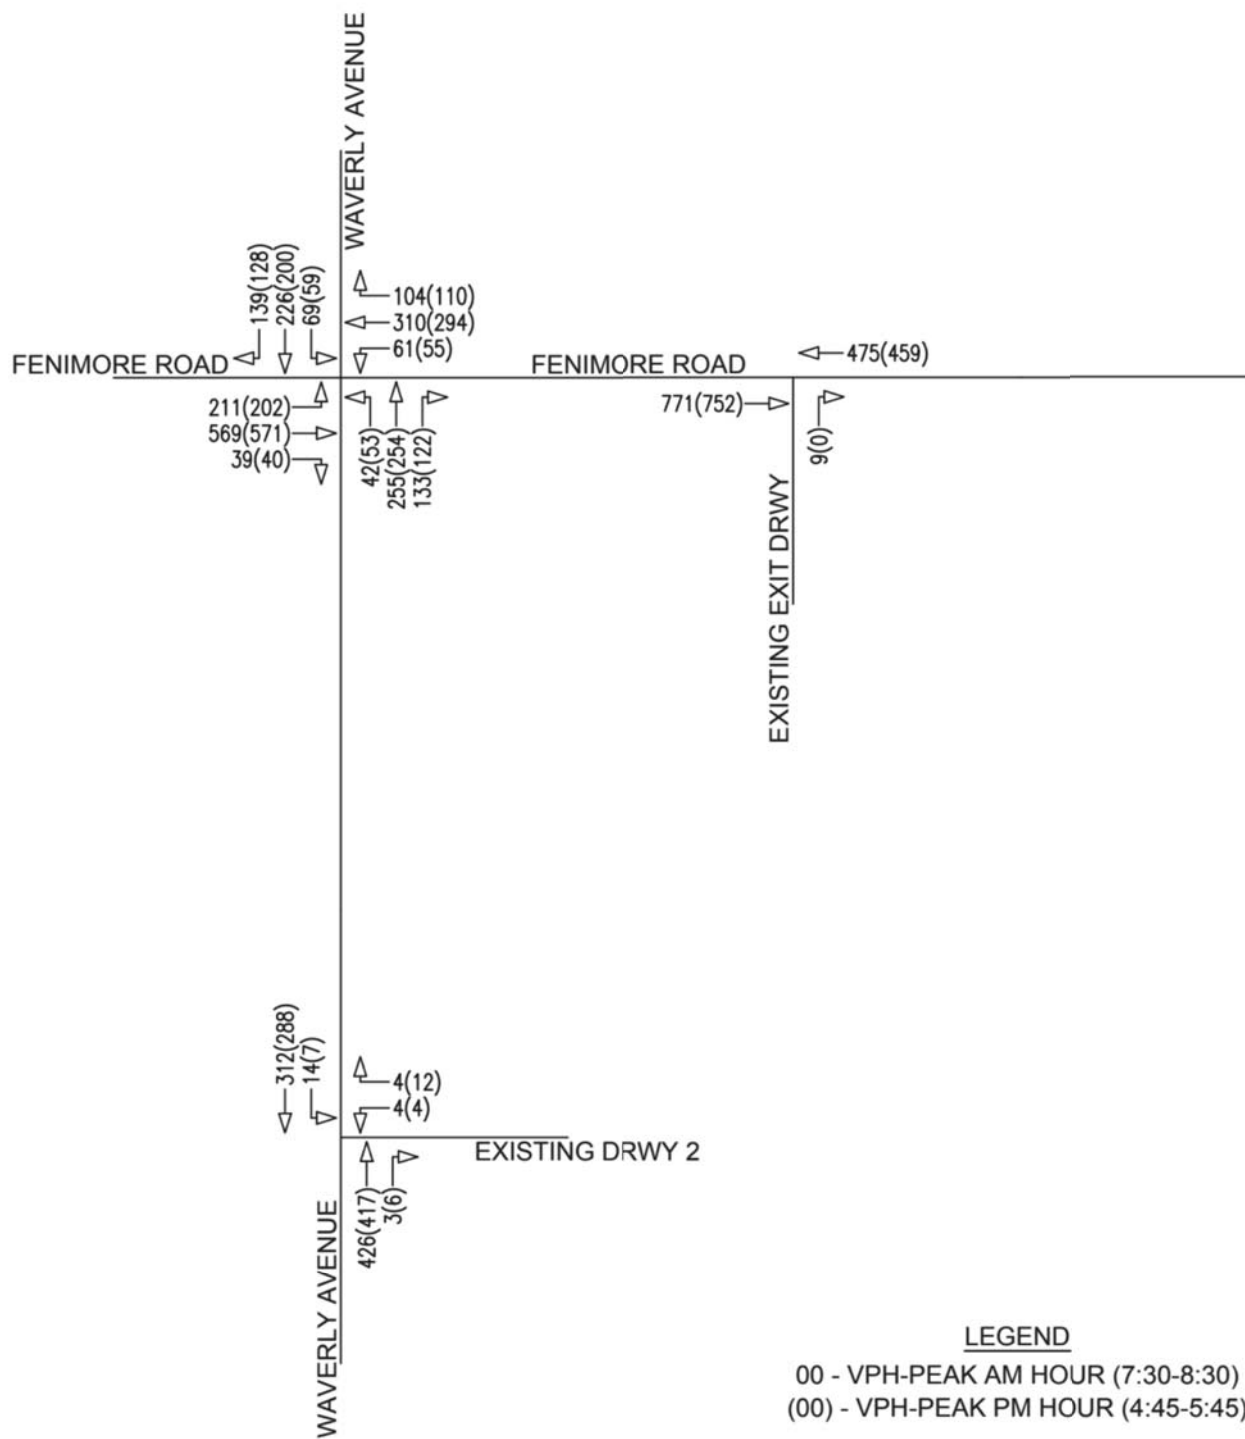 WAVERLY AVENUE
139(128)
226(200)
69(59)
104(110)
310(294)
61(55)
FENIMORE ROAD
FENIMORE ROAD
475(459)
211(202)
569(571)
39(40)
42(53)
255(254)
133(122)
771(752)
9(0)
EXISTING EXIT DRWY
312(288)
14(7)
4(12)
4(4)
EXISTING DRWY 2
426(417)
3(6)
WAVERLY AVENUE
LEGEND
00 - VPH-PEAK AM HOUR (7:30-8:30)
(00) - VPH-PEAK PM HOUR (4:45-5:45)